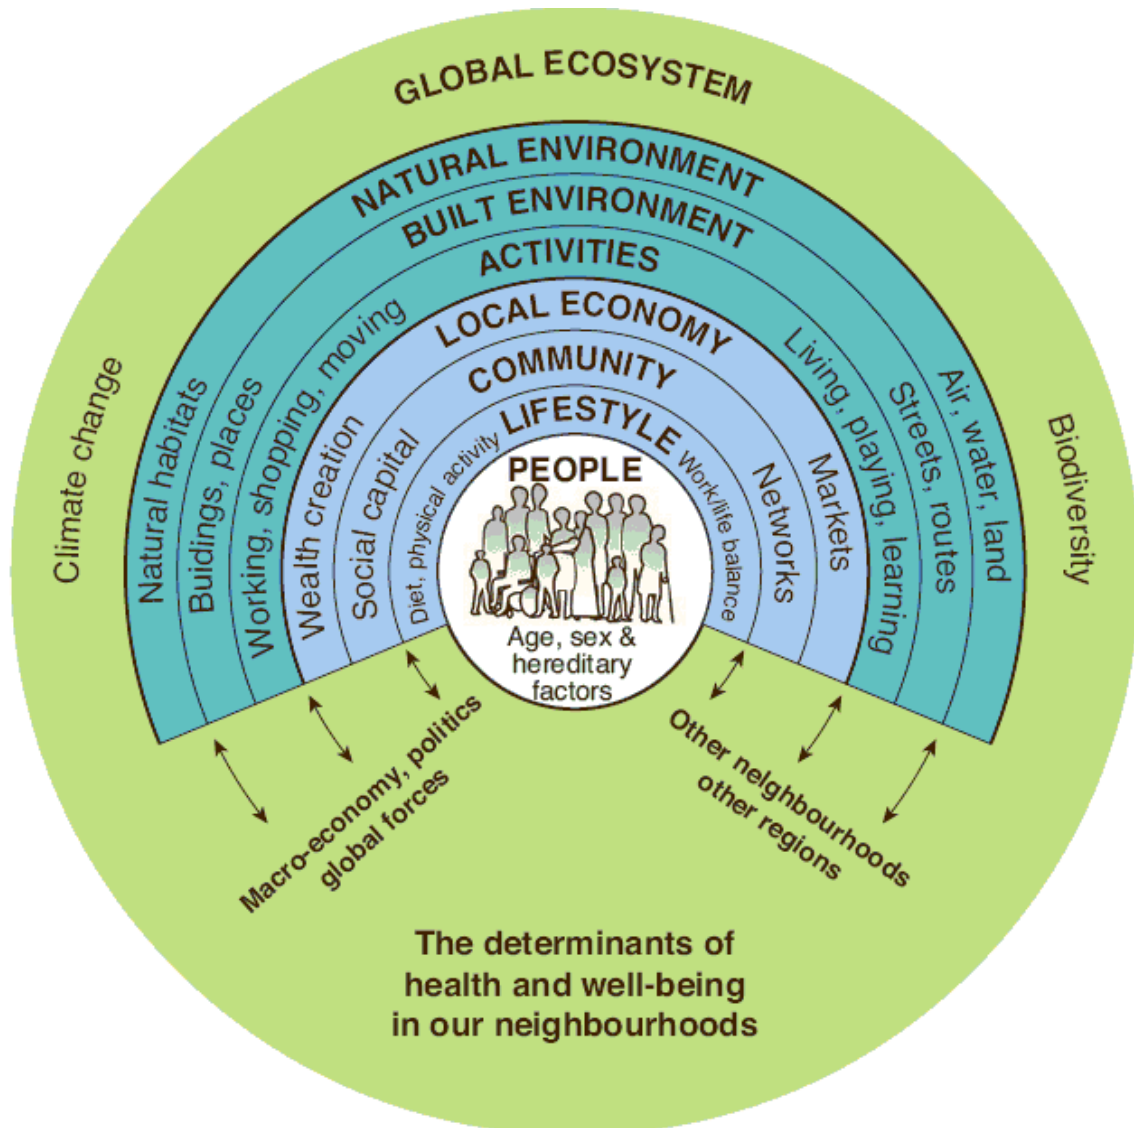 GLOBAL ECOSYSTEM
NATURAL ENVIRONMENT
BUILT ENVIRONMENT
ACTIVITIES
LOCAL ECONOMY
COMMUNITY
LIFESTYLE
PEOPLE
Age, sex &
hereditary
factors
Climate change
Natural habitats
Buidings, places
Working, shopping, moving
Wealth creation
Social capital
Diet, physical activity
Work/life balance
Networks
Markets
Living, playing, learning
Streets, routes
Air, water, land
Biodiversity
Macro-economy, politics
global forces
Other neIghbourhoods
other regions
The determinants of
health and well-being
in our neighbourhoods